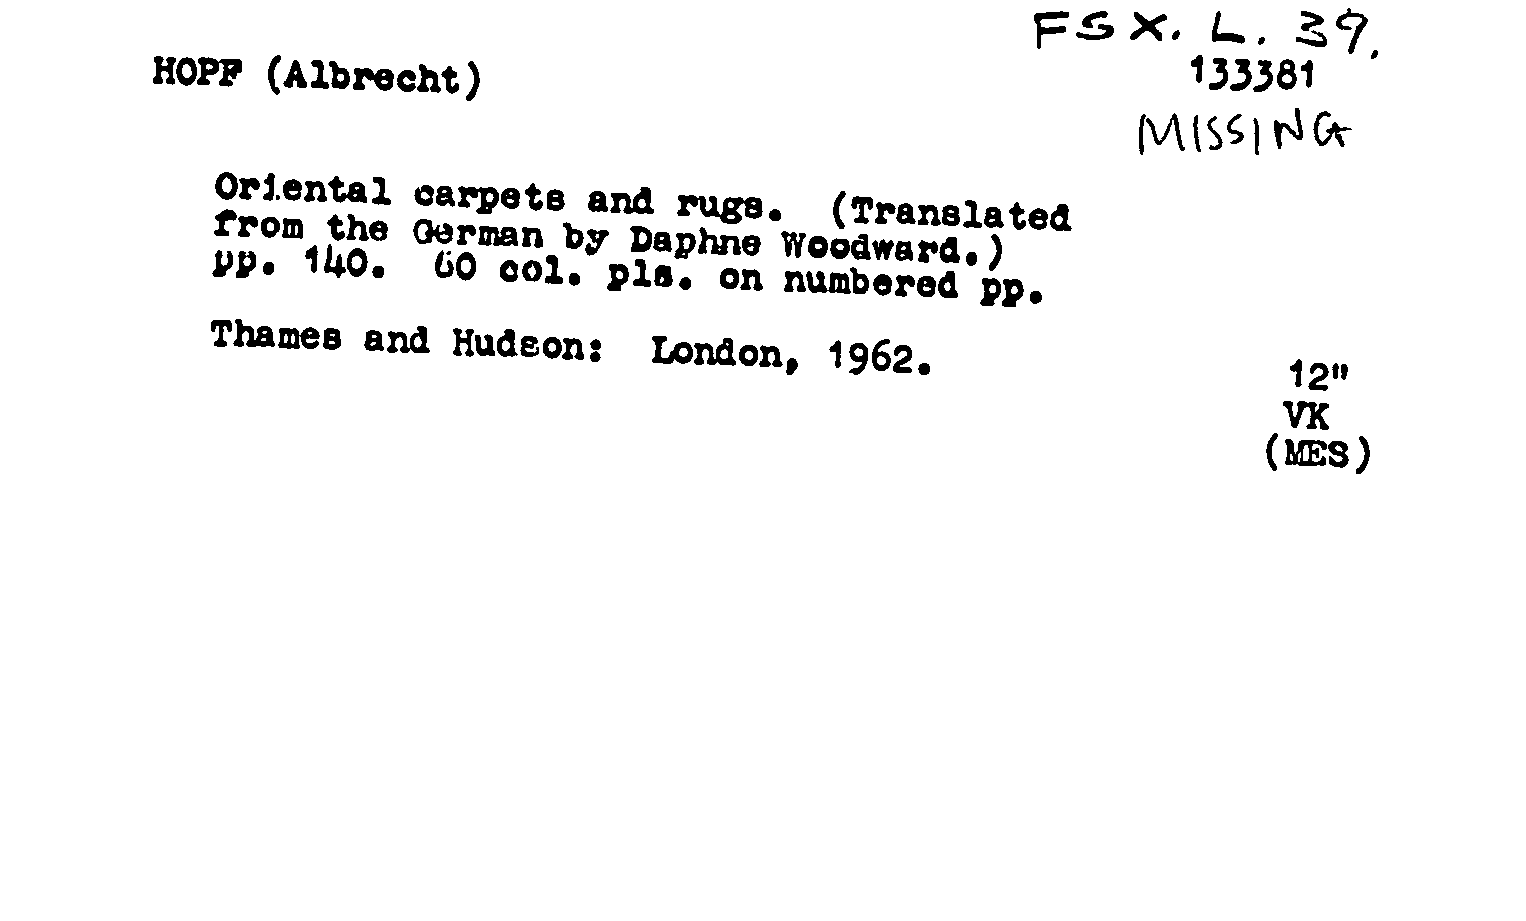 FSX. L. 39.
133381
MISSING
HOPF (Albrecht)
Oriental carpets and rugs. (Translated
from the German by Daphne Woodward.)
pp. 140. 60 col. pls. on numbered pp.
Thames and Hudson: London, 1962.
12"
VK
(MES)